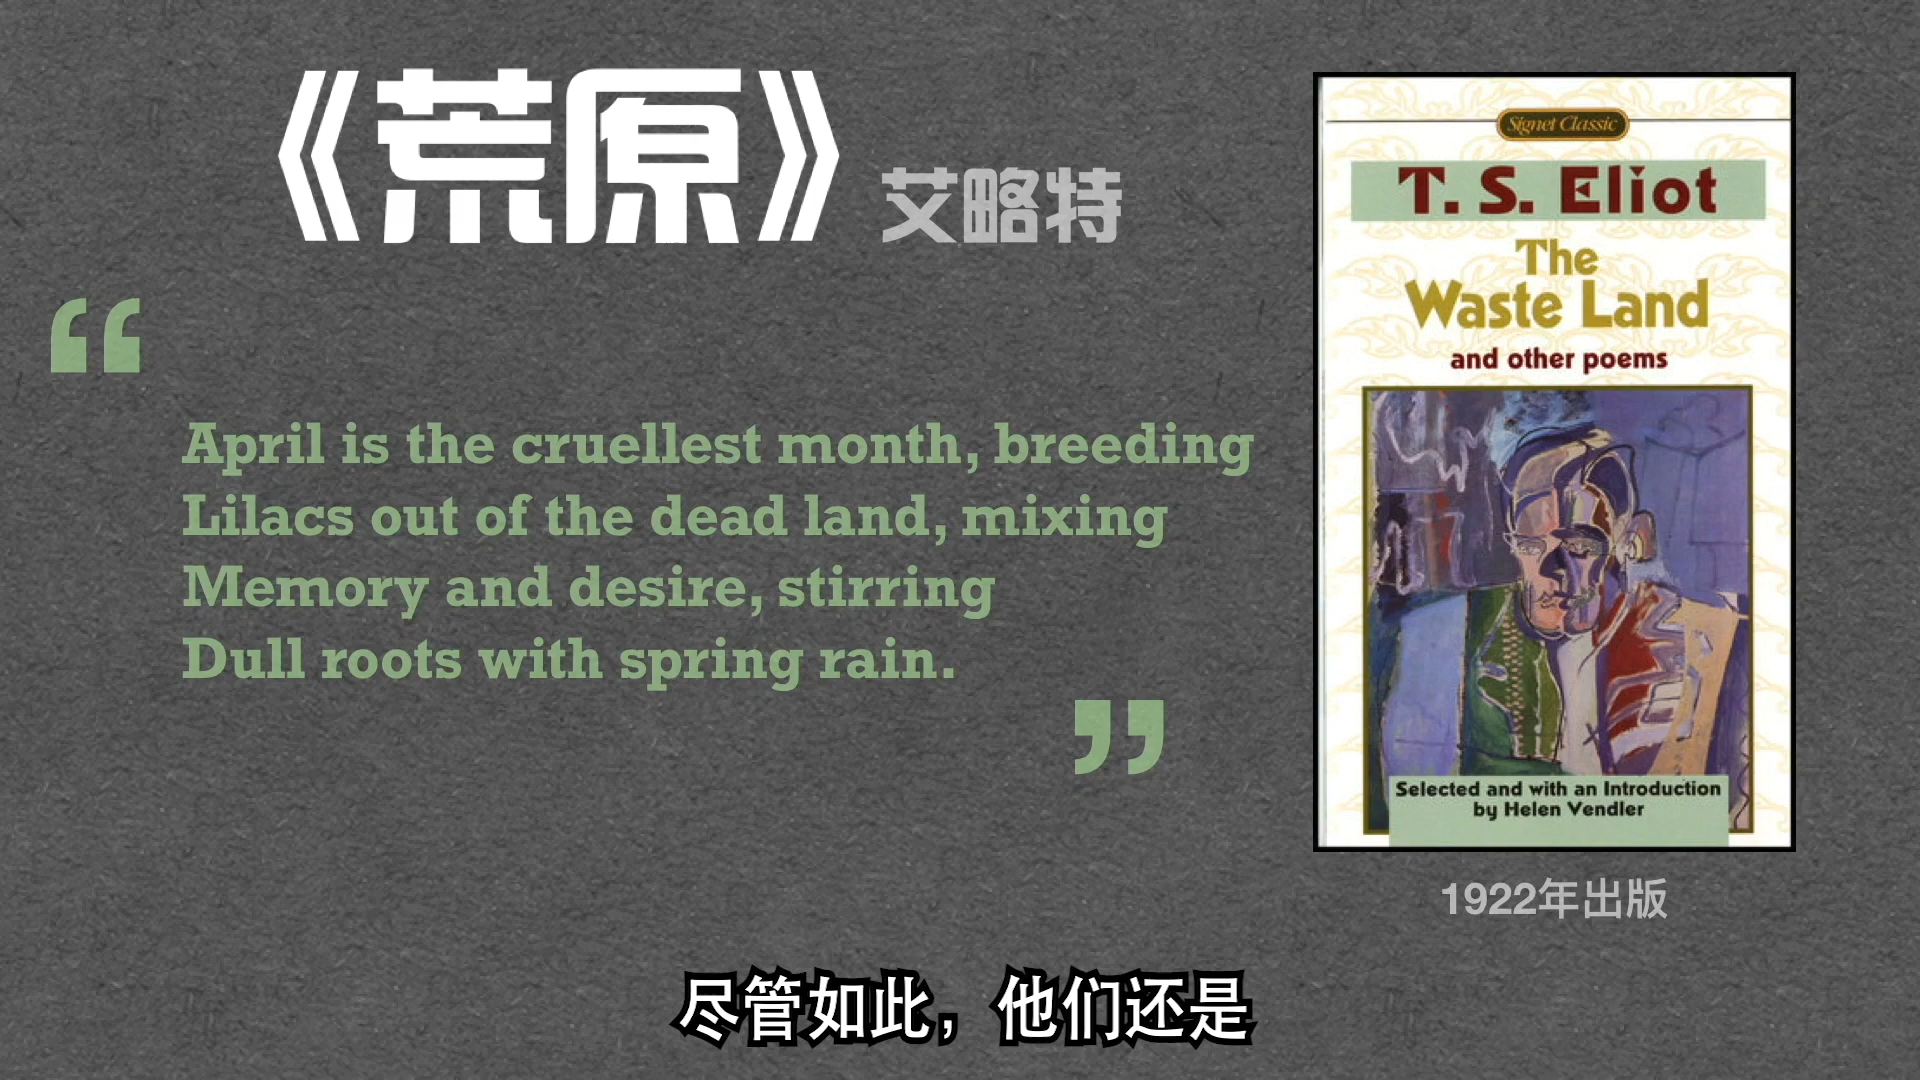 《荒原》 艾略特
“
April is the cruellest month, breeding
Lilacs out of the dead land, mixing
Memory and desire, stirring
Dull roots with spring rain.
”
Signet Classic
T. S. Eliot
The
Waste Land
and other poems
Selected and with an Introduction
by Helen Vendler
1922年出版
尽管如此，他们还是